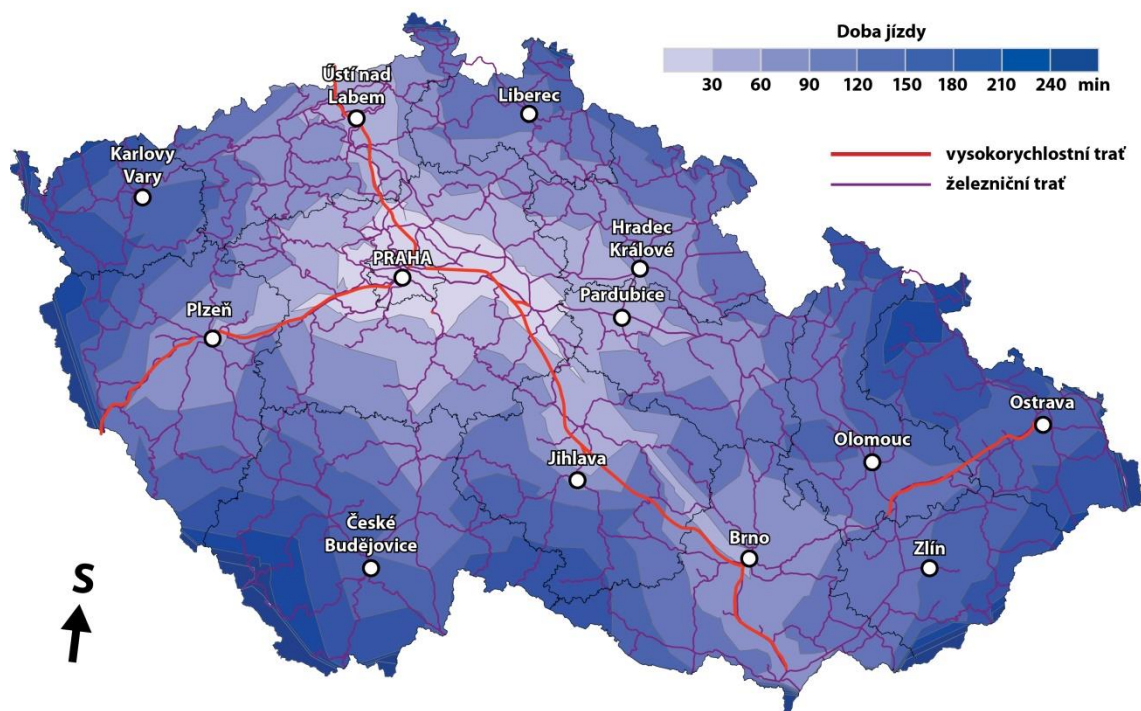 Doba jízdy
30 60 90 120 150 180 210 240 min
vysokorychlostní trať
železniční trať
Ústí nad
Labem
Liberec
Karlovy
Vary
Hradec
Králové
PRAHA
Pardubice
Plzeň
Ostrava
Olomouc
Jihlava
České
Budějovice
Brno
Zlín
S